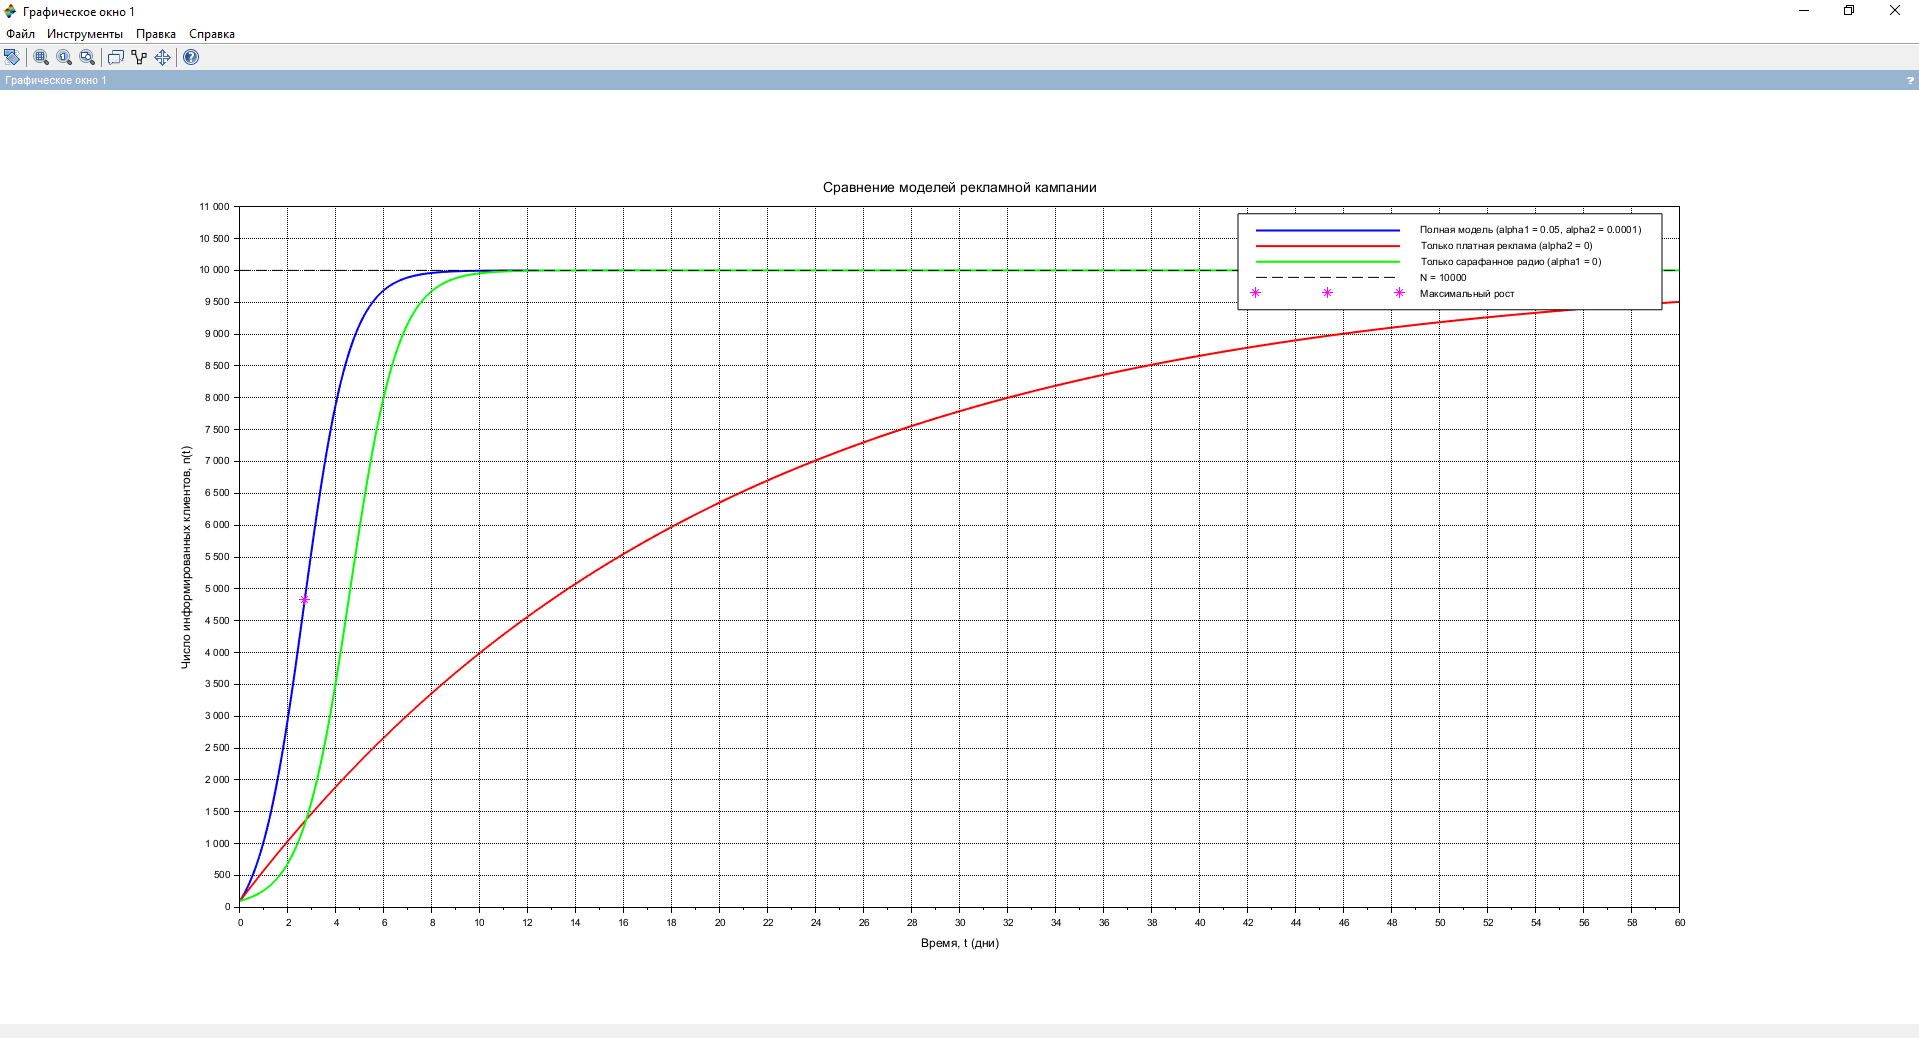 Графическое окно 1
Файл Инструменты Правка Справка
Графическое окно 1
?
Сравнение моделей рекламной кампании
11 000
10 500
10 000
9 500
9 000
8 500
8 000
7 500
7 000
6 500
6 000
5 500
5 000
4 500
4 000
3 500
3 000
2 500
2 000
1 500
1 000
500
0
Число информированных клиентов, n(t)
Полная модель (alpha1 = 0.05, alpha2 = 0.0001)
Только платная реклама (alpha2 = 0)
Только сарафанное радио (alpha1 = 0)
N = 10000
Максимальный рост
0 2 4 6 8 10 12 14 16 18 20 22 24 26 28 30 32 34 36 38 40 42 44 46 48 50 52 54 56 58 60
Время, t (дни)